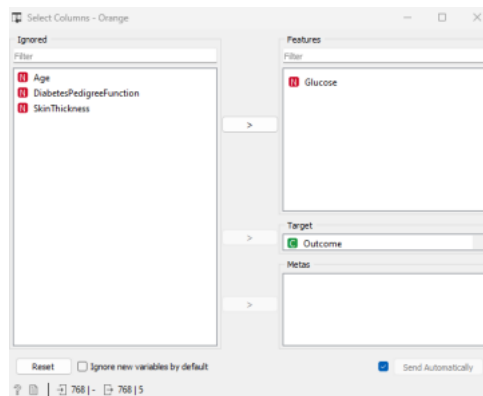 Select Columns - Orange
Ignored
Filter
N Age
N DiabetesPedigreeFunction
N SkinThickness
>
>
>
Features
Filter
N Glucose
Target
C Outcome
Metas
Reset
Ignore new variables by default
Send Automatically
? 768 | - 768 | 5